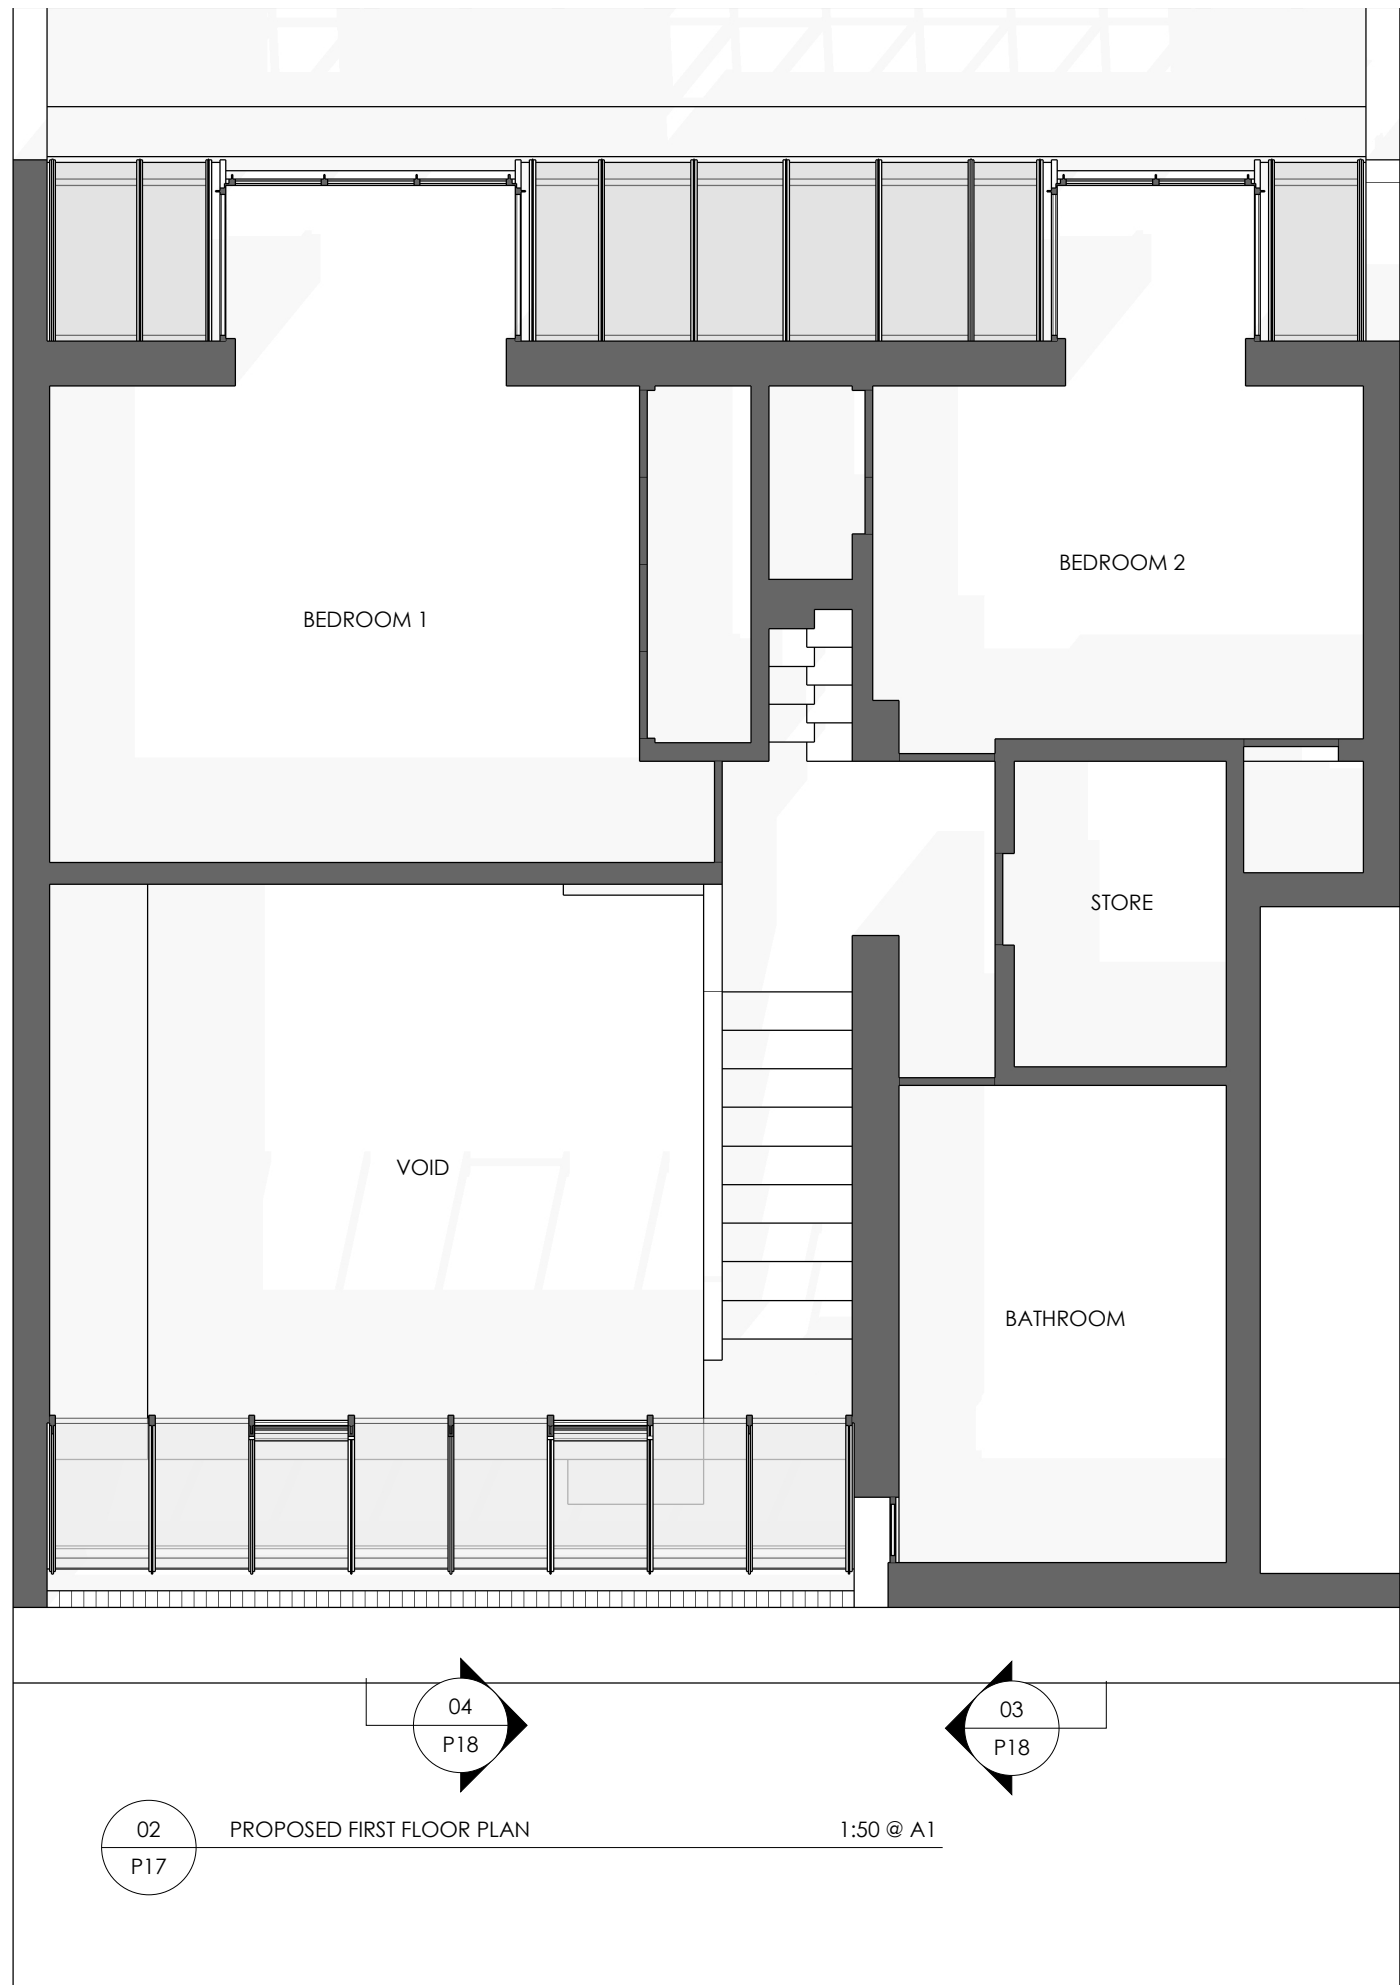 BEDROOM 2
BEDROOM 1
STORE
VOID
BATHROOM
04
P18
03
P18
02
P17
PROPOSED FIRST FLOOR PLAN
1:50 @ A1